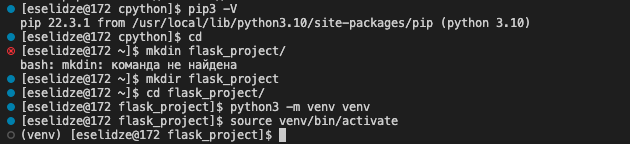 [eselidze@172 cpython]$ pip3 -V
pip 22.3.1 from /usr/local/lib/python3.10/site-packages/pip (python 3.10)
[eselidze@172 cpython]$ cd
[eselidze@172 ~]$ mkdin flask_project/
bash: mkdin: команда не найдена
[eselidze@172 ~]$ mkdir flask_project
[eselidze@172 ~]$ cd flask_project/
[eselidze@172 flask_project]$ python3 -m venv venv
[eselidze@172 flask_project]$ source venv/bin/activate
(venv) [eselidze@172 flask_project]$